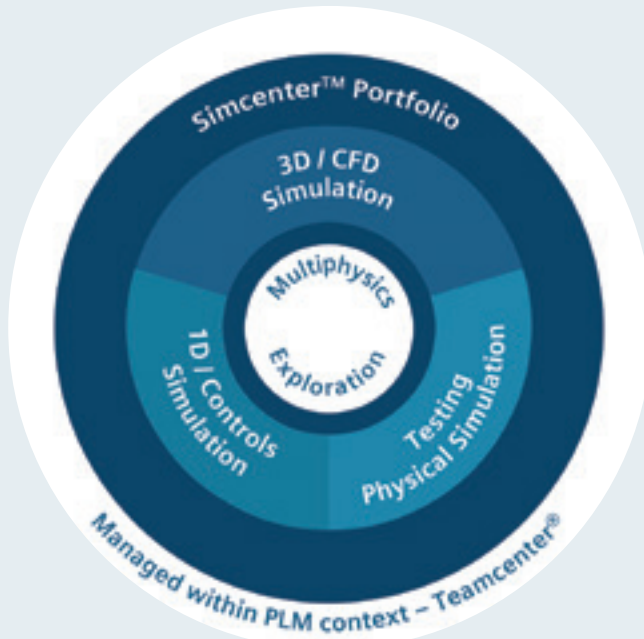 Simcenter™ Portfolio
3D / CFD
Simulation
Multiphysics
Exploration
1D / Controls
Simulation
Testing
Physical Simulation
Managed within PLM context – Teamcenter®